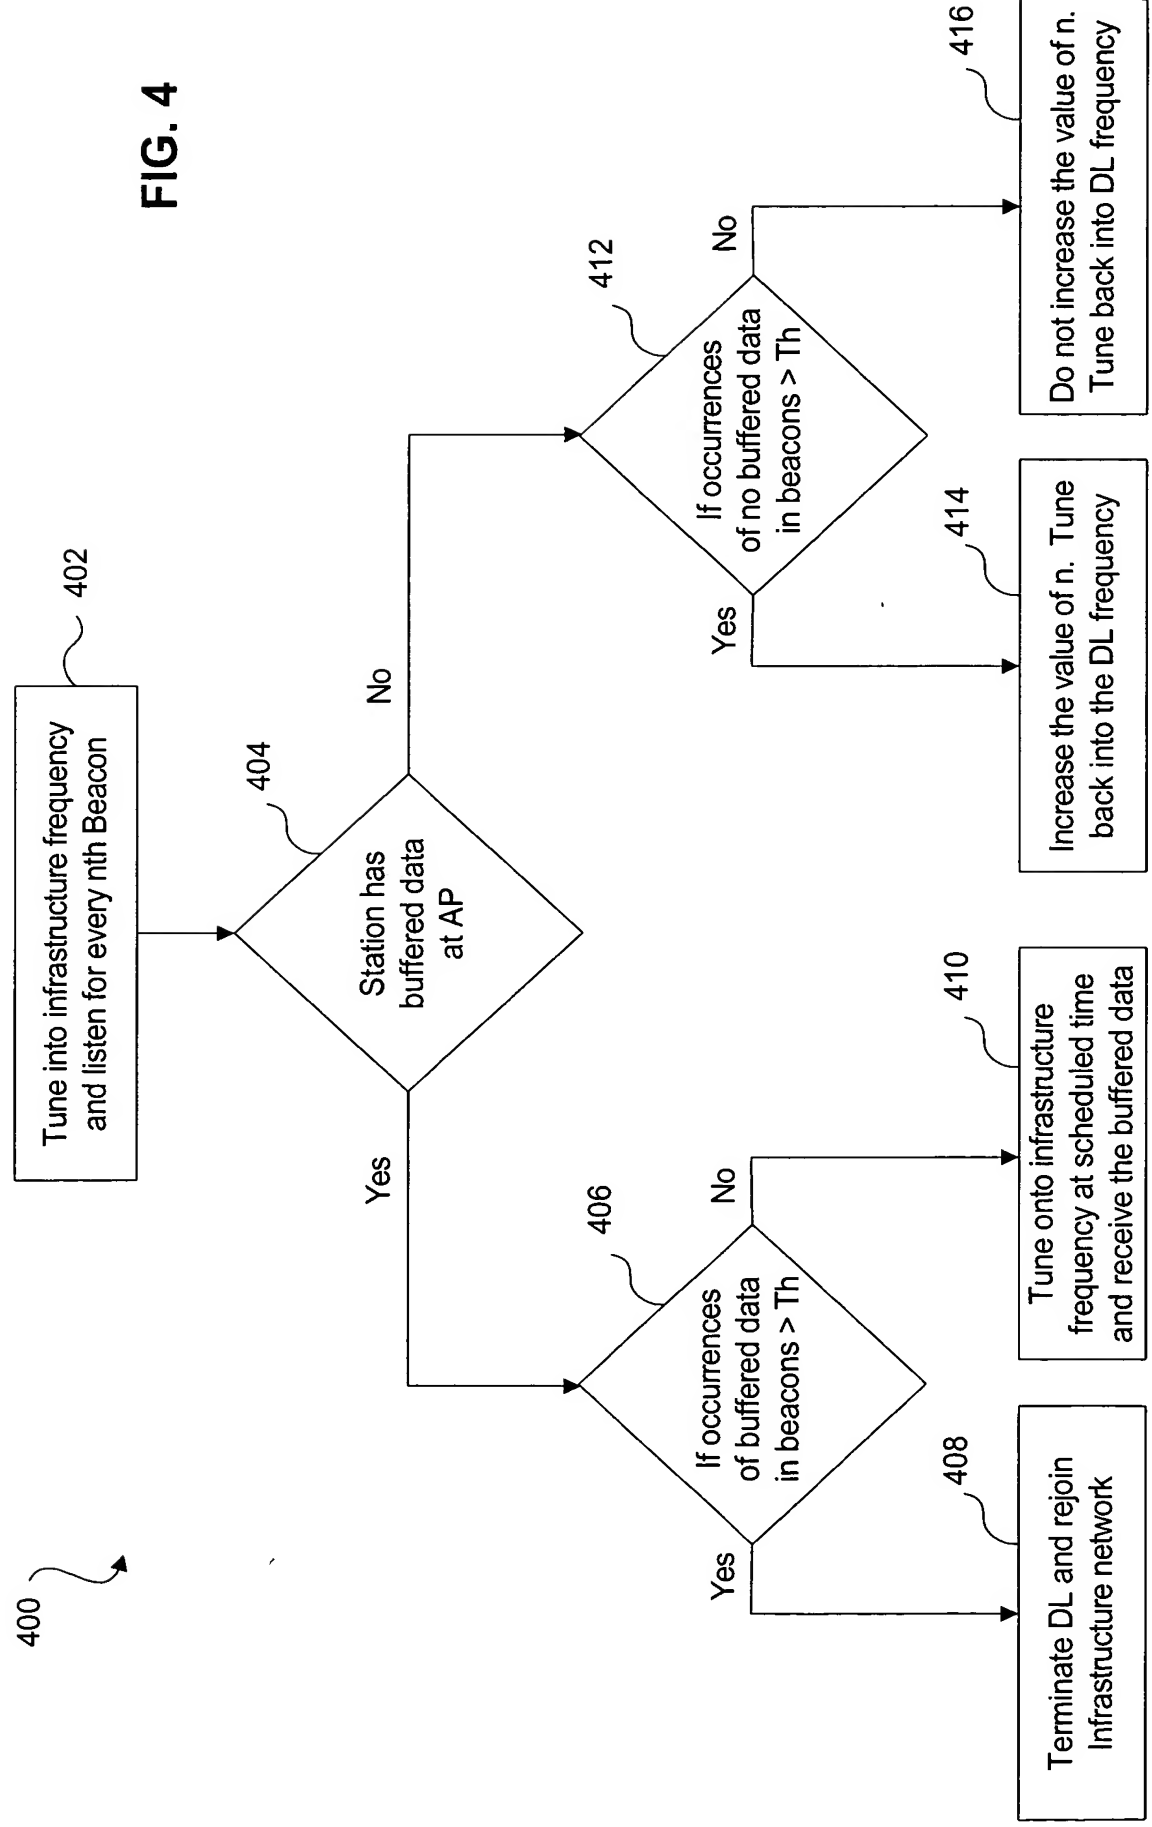 400
FIG. 4
Tune into infrastructure frequency
and listen for every nth Beacon
402
Station has
buffered data
at AP
404
Yes
No
If occurrences
of buffered data
in beacons > Th
406
Yes
No
If occurrences
of no buffered data
in beacons > Th
412
Yes
No
Terminate DL and rejoin
Infrastructure network
408
Tune onto infrastructure
frequency at scheduled time
and receive the buffered data
410
Increase the value of n. Tune
back into the DL frequency
414
Do not increase the value of n.
Tune back into DL frequency
416